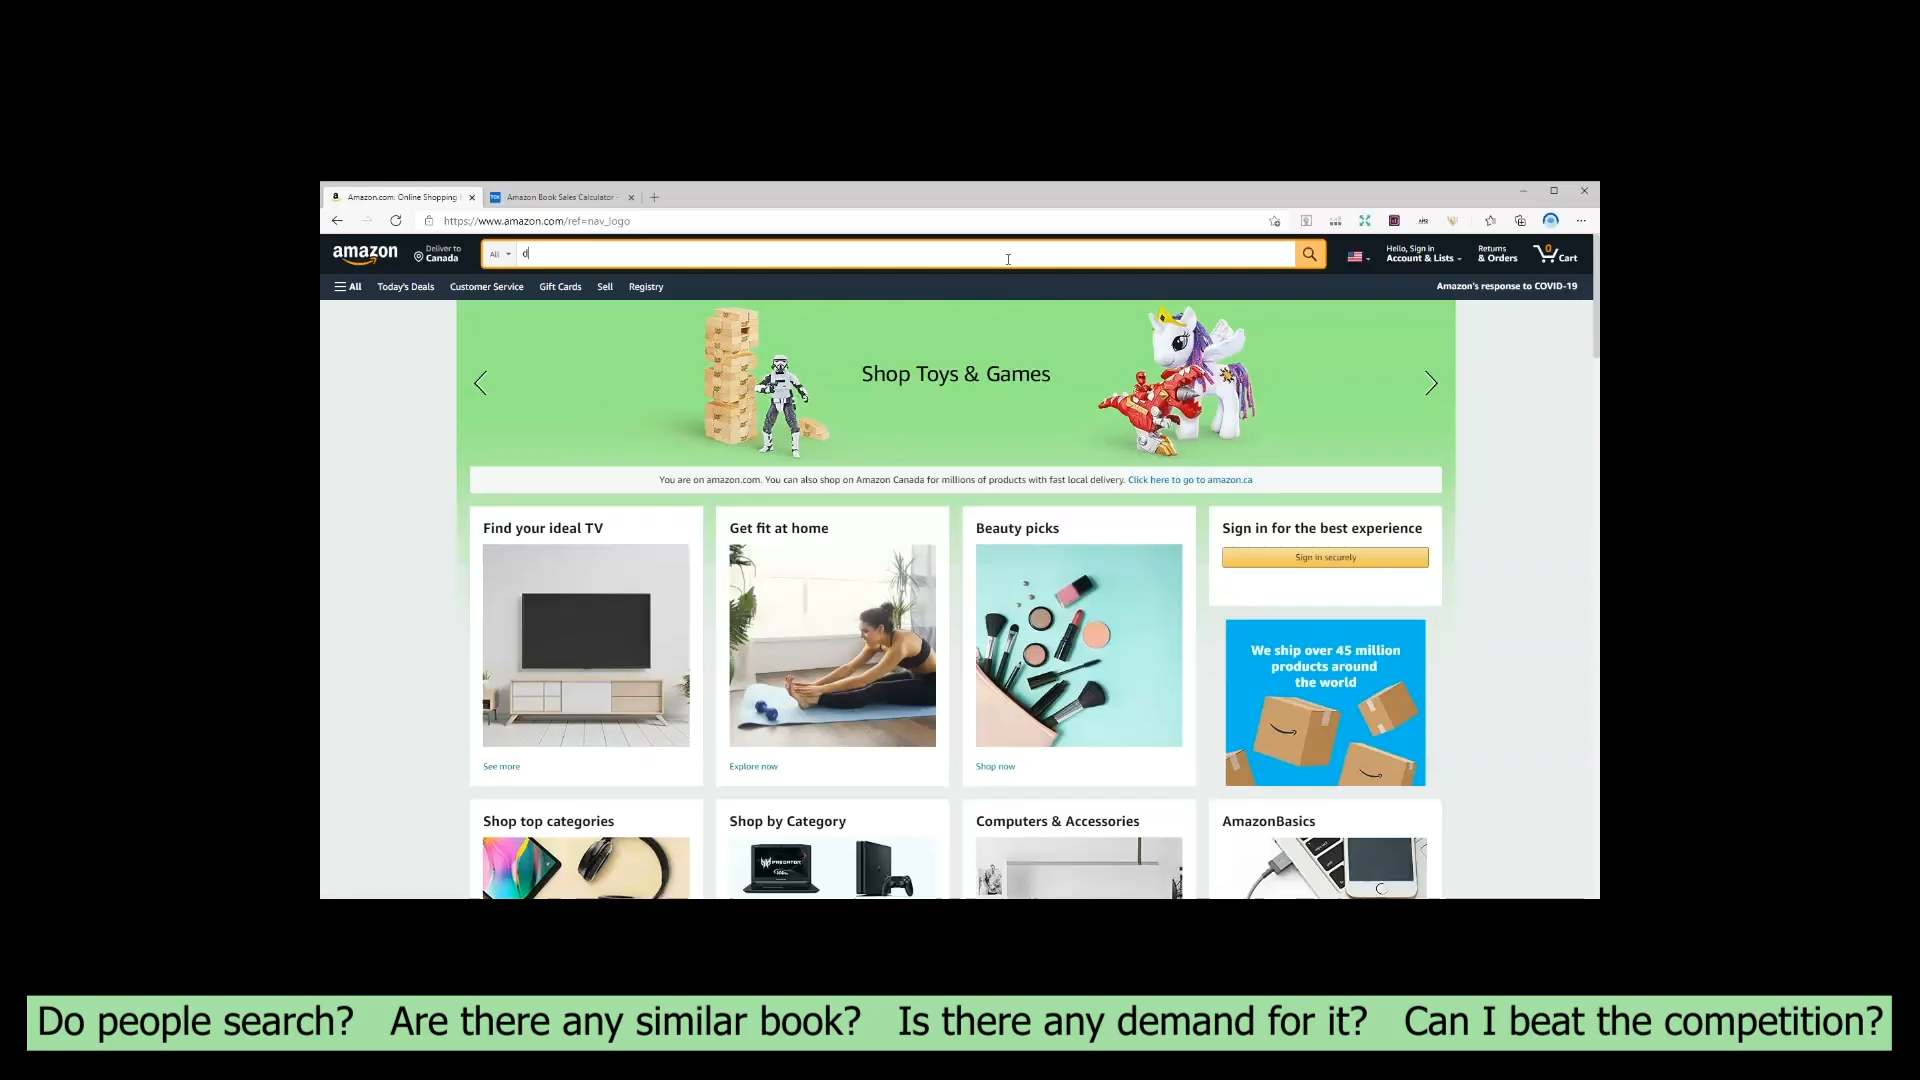 Amazon.com: Online Shopping
Amazon Book Sales Calculator -
https://www.amazon.com/ref=nav_logo
amazon
Deliver to
Canada
All
d
Hello, Sign in
Account & Lists
Returns
& Orders
0
Cart
All
Today's Deals
Customer Service
Gift Cards
Sell
Registry
Amazon's response to COVID-19
Shop Toys & Games
You are on amazon.com. You can also shop on Amazon Canada for millions of products with fast local delivery. Click here to go to amazon.ca
Find your ideal TV
Get fit at home
Beauty picks
Sign in for the best experience
Sign in securely
We ship over 45 million
products around
the world
See more
Explore now
Shop now
Shop top categories
Shop by Category
Computers & Accessories
AmazonBasics
PREDATOR
Do people search? Are there any similar book? Is there any demand for it? Can I beat the competition?